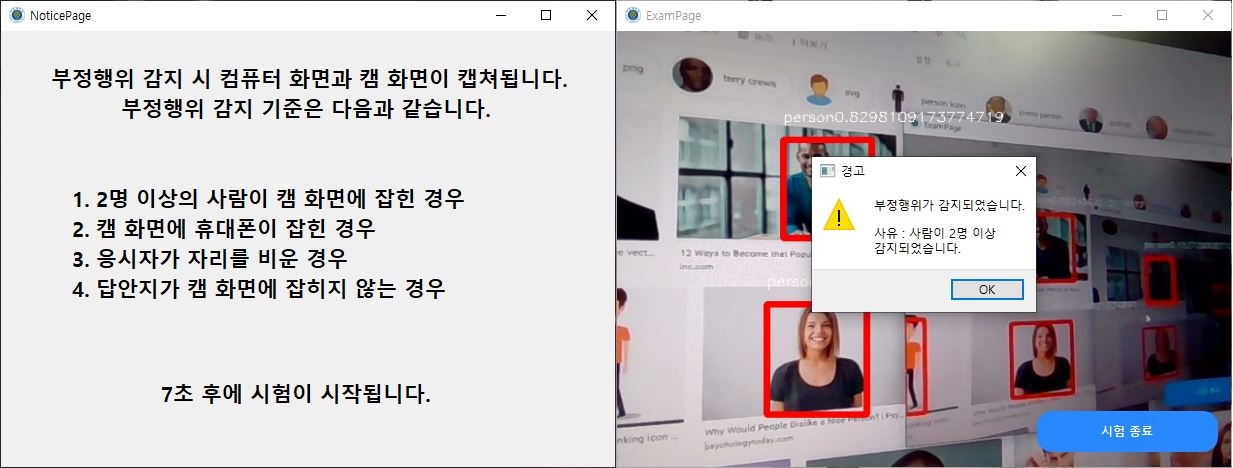 NoticePage
부정행위 감지 시 컴퓨터 화면과 캠 화면이 캡쳐됩니다.
부정행위 감지 기준은 다음과 같습니다.
1. 2명 이상의 사람이 캠 화면에 잡힌 경우
2. 캠 화면에 휴대폰이 잡힌 경우
3. 응시자가 자리를 비운 경우
4. 답안지가 캠 화면에 잡히지 않는 경우
7초 후에 시험이 시작됩니다.
ExamPage
뉴스
더보기
png
terry crews
svg
person icon
person0.8298109173774719
ExamPage
경고
부정행위가 감지되었습니다.
사유 : 사람이 2명 이상
감지되었습니다.
OK
e vect...
12 Ways to Become that Popu
inc.com
person
nking icon ...
Why Would People Dislike a Nice Person? | Psy...
psychologytoday.com
시험 종료